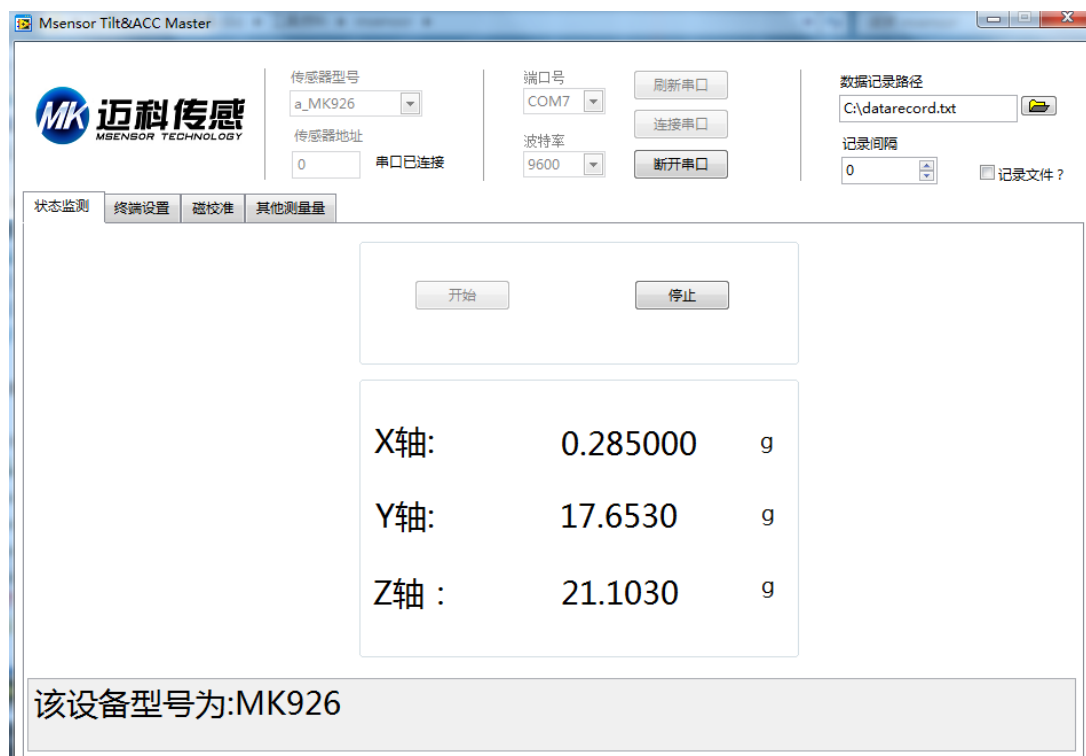 Msensor Tilt&ACC Master
MK 迈科传感
MSENSOR TECHNOLOGY
传感器型号
a_MK926
传感器地址
0
串口已连接
端口号
COM7
波特率
9600
刷新串口
连接串口
断开串口
数据记录路径
C:\datarecord.txt
记录间隔
0
记录文件？
状态监测 终端设置 磁校准 其他测量量
开始 停止
X轴: 0.285000 g
Y轴: 17.6530 g
Z轴： 21.1030 g
该设备型号为:MK926